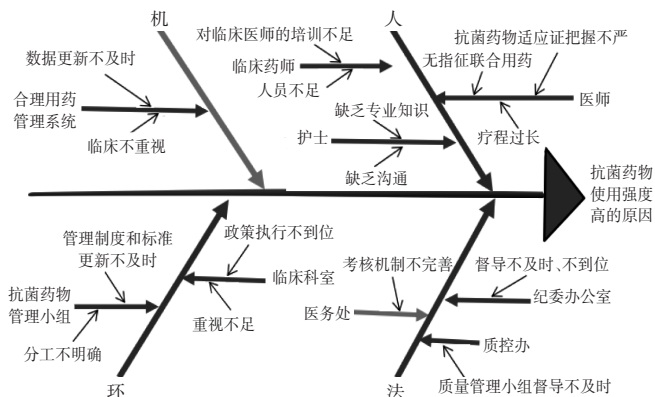 机
人
对临床医师的培训不足
抗菌药物适应证把握不严
数据更新不及时
临床药师
无指征联合用药
人员不足
合理用药
管理系统
医师
缺乏专业知识
临床不重视
护士
疗程过长
缺乏沟通
抗菌药物
使用强度
高的原因
管理制度和标准
更新不及时
政策执行不到位
考核机制不完善
督导不及时、不到位
临床科室
抗菌药物
管理小组
纪委办公室
重视不足
医务处
分工不明确
质控办
环
法
质量管理小组督导不及时